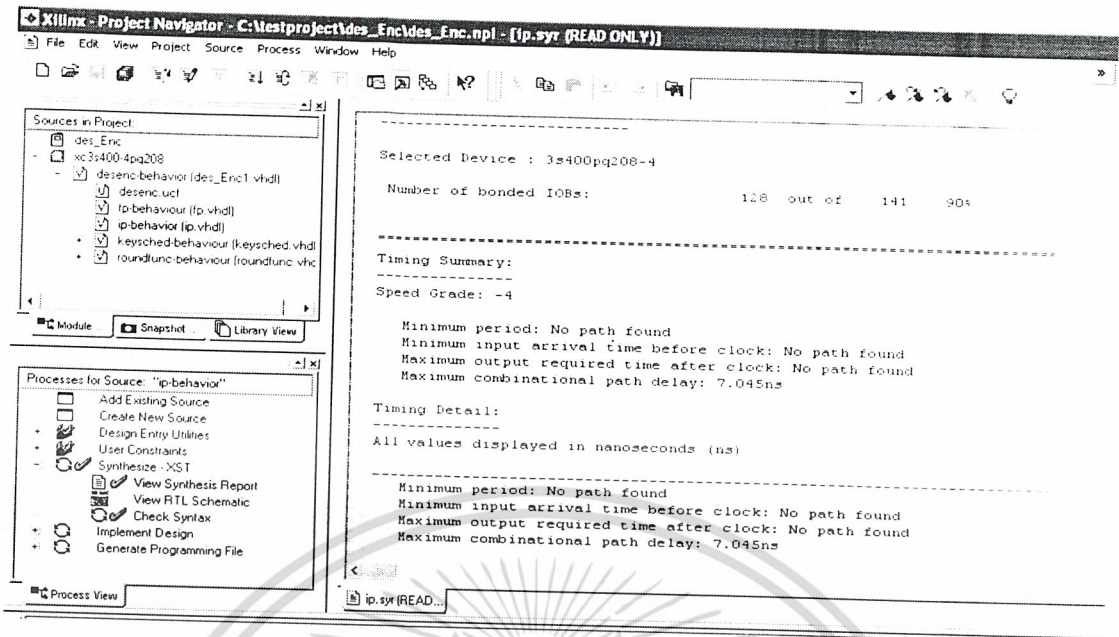 Xilinx - Project Navigator - C:\testproject\des_Enc\des_Enc.npl - [ip.syr (READ ONLY)]
File Edit View Project Source Process Window Help
Sources in Project:
des_Enc
xc3s400-4pq208
desenc-behavior (des_Enc1.vhdl)
desenc.ucf
fp-behaviour (fp.vhdl)
ip-behavior (ip.vhdl)
keysched-behaviour (keysched.vhdl
roundfunc-behaviour (roundfunc.vhc
Module ... Snapshot ... Library View
Processes for Source: "ip-behavior"
Add Existing Source
Create New Source
Design Entry Utilities
User Constraints
Synthesize - XST
View Synthesis Report
View RTL Schematic
Check Syntax
Implement Design
Generate Programming File
Process View
---------------------------
Selected Device : 3s400pq208-4
Number of bonded IOBs: 128 out of 141 90%
=========================================================================
Timing Summary:
---------------
Speed Grade: -4
Minimum period: No path found
Minimum input arrival time before clock: No path found
Maximum output required time after clock: No path found
Maximum combinational path delay: 7.045ns
Timing Detail:
--------------
All values displayed in nanoseconds (ns)
-------------------------------------------------------------------------
Minimum period: No path found
Minimum input arrival time before clock: No path found
Maximum output required time after clock: No path found
Maximum combinational path delay: 7.045ns
ip.syr (READ...